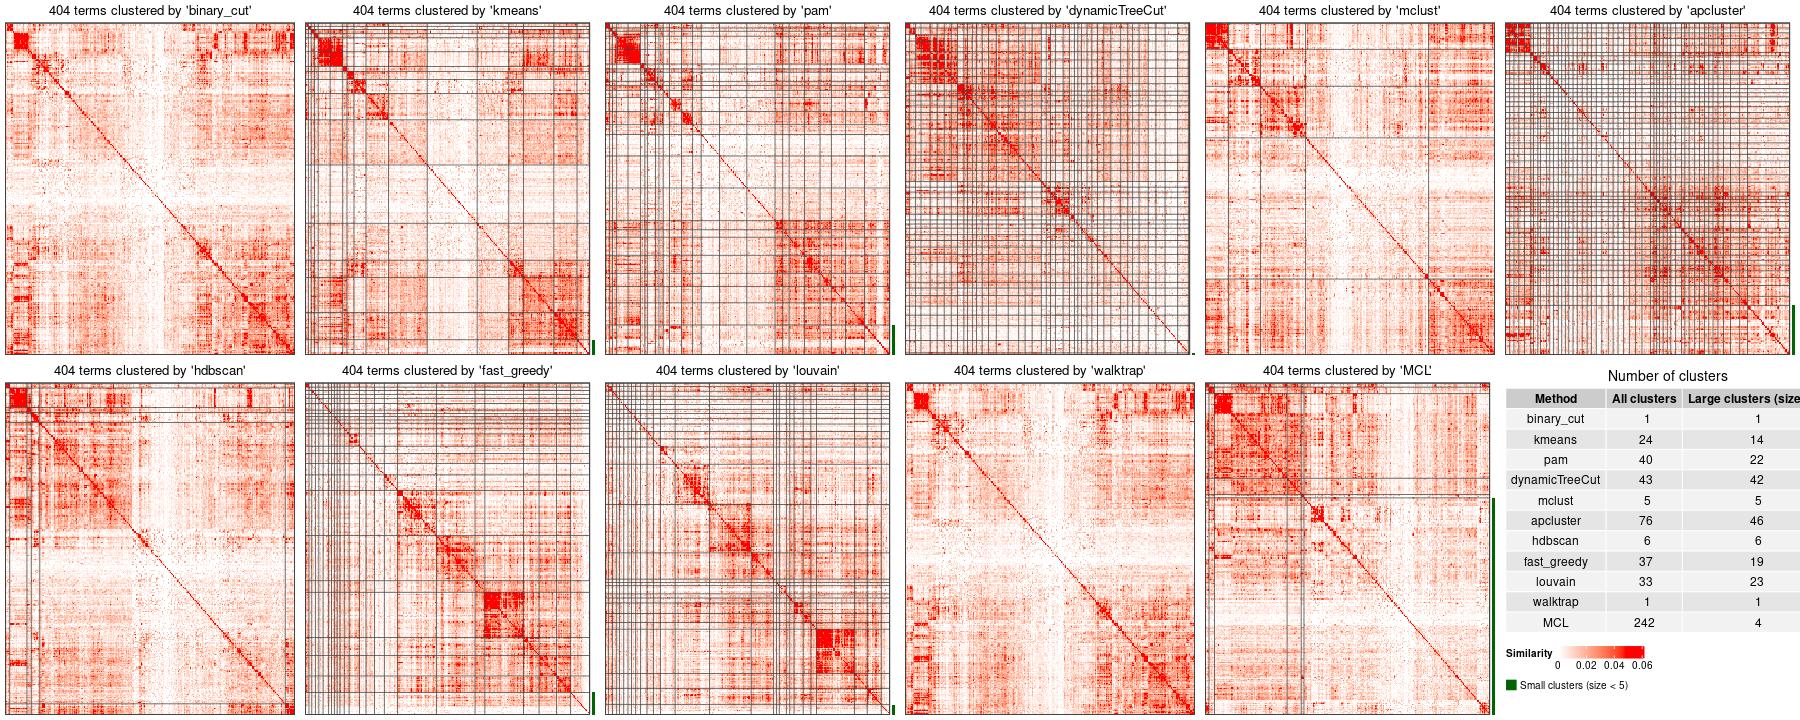 404 terms clustered by 'binary_cut'
404 terms clustered by 'kmeans'
404 terms clustered by 'pam'
404 terms clustered by 'dynamicTreeCut'
404 terms clustered by 'mclust'
404 terms clustered by 'apcluster'
404 terms clustered by 'hdbscan'
404 terms clustered by 'fast_greedy'
404 terms clustered by 'louvain'
404 terms clustered by 'walktrap'
404 terms clustered by 'MCL'
Number of clusters
Method All clusters Large clusters (size
binary_cut 1 1
kmeans 24 14
pam 40 22
dynamicTreeCut 43 42
mclust 5 5
apcluster 76 46
hdbscan 6 6
fast_greedy 37 19
louvain 33 23
walktrap 1 1
MCL 242 4
Similarity
0 0.02 0.04 0.06
Small clusters (size < 5)